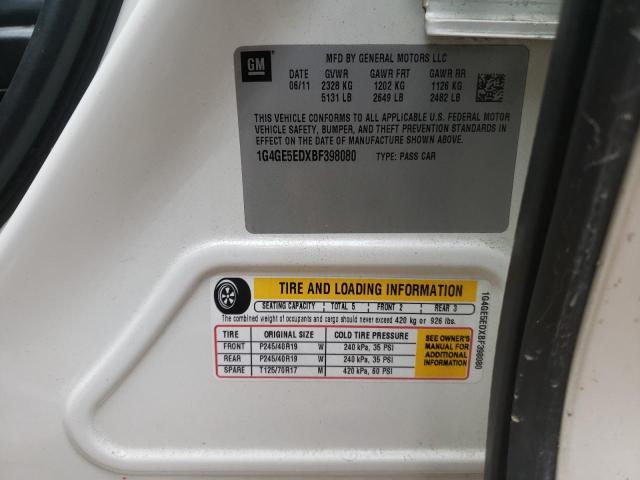 GM
MFD BY GENERAL MOTORS LLC
DATE GVWR GAWR FRT GAWR RR
06/11 2328 KG 1202 KG 1126 KG
5131 LB 2649 LB 2482 LB
THIS VEHICLE CONFORMS TO ALL APPLICABLE U.S. FEDERAL MOTOR
VEHICLE SAFETY, BUMPER, AND THEFT PREVENTION STANDARDS IN
EFFECT ON THE DATE OF MANUFACTURE SHOWN ABOVE.
1G4GE5EDXBF398080 TYPE: PASS CAR
TIRE AND LOADING INFORMATION
SEATING CAPACITY TOTAL 5 FRONT 2 REAR 3
The combined weight of occupants and cargo should never exceed 420 kg or 926 lbs.
TIRE ORIGINAL SIZE COLD TIRE PRESSURE
FRONT P245/40R19 W 240 kPa, 35 PSI
REAR P245/40R19 W 240 kPa, 35 PSI
SPARE T125/70R17 M 420 kPa, 60 PSI
SEE OWNER'S
MANUAL FOR
ADDITIONAL
INFORMATION
1G4GE5EDXBF398080